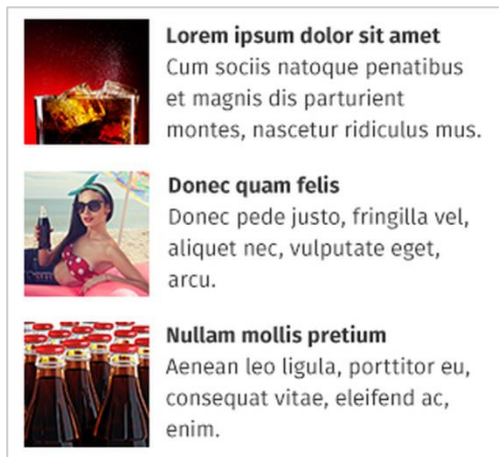 Lorem ipsum dolor sit amet
Cum sociis natoque penatibus
et magnis dis parturient
montes, nascetur ridiculus mus.
Donec quam felis
Donec pede justo, fringilla vel,
aliquet nec, vulputate eget,
arcu.
Nullam mollis pretium
Aenean leo ligula, porttitor eu,
consequat vitae, eleifend ac,
enim.